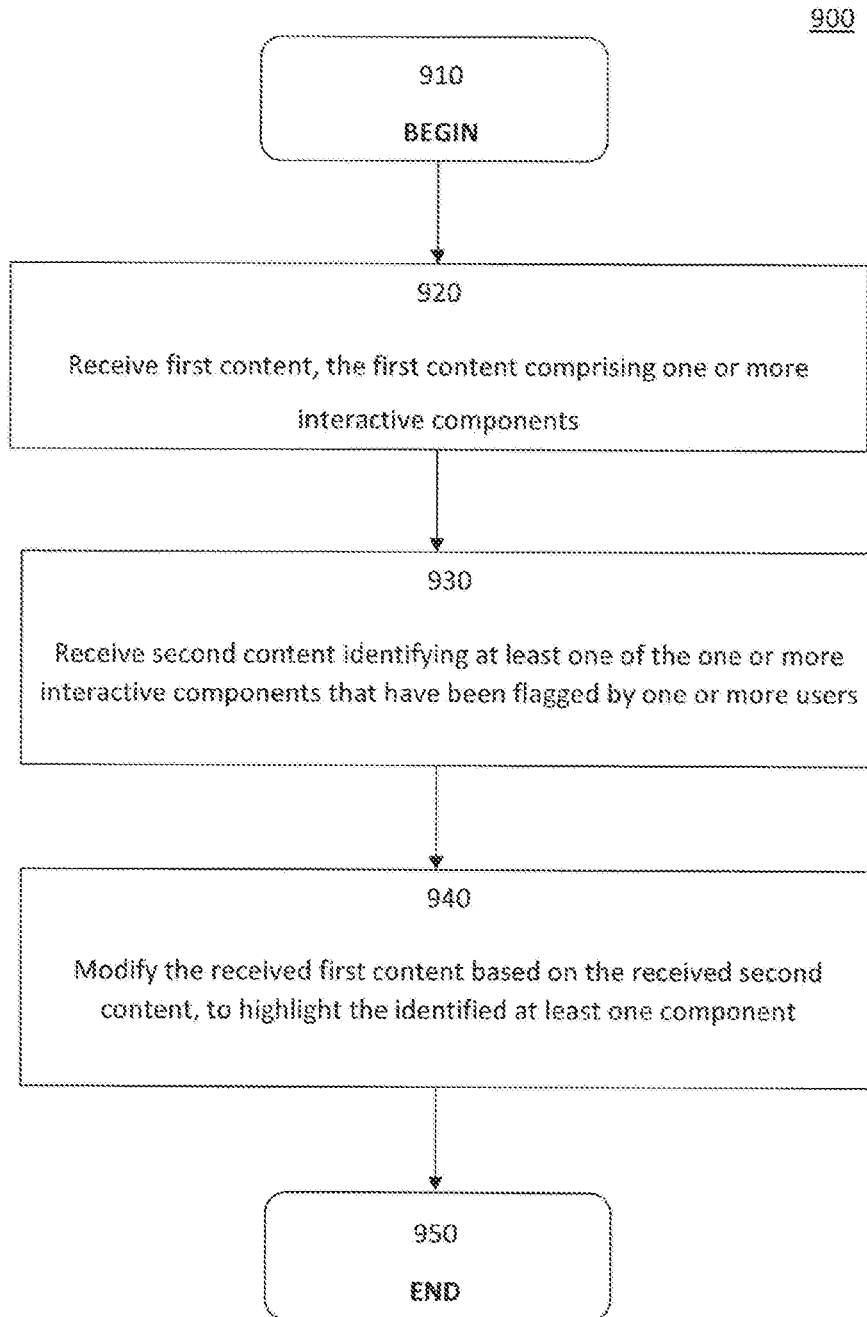 900
910
BEGIN
920
Receive first content, the first content comprising one or more
interactive components
930
Receive second content identifying at least one of the one or more
interactive components that have been flagged by one or more users
940
Modify the received first content based on the received second
content, to highlight the identified at least one component
950
END